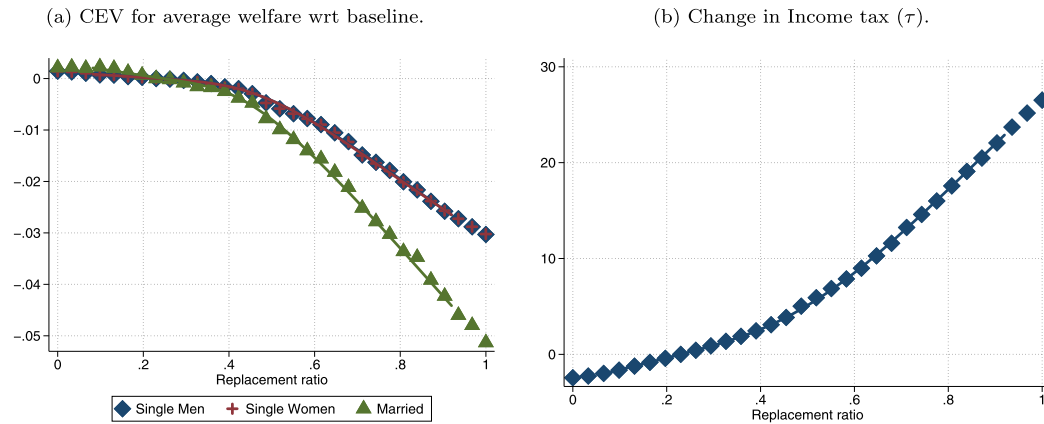 (a) CEV for average welfare wrt baseline.
0
-.01
-.02
-.03
-.04
-.05
0 .2 .4 .6 .8 1
Replacement ratio
Single Men Single Women Married
(b) Change in Income tax (τ).
30
20
10
0
0 .2 .4 .6 .8 1
Replacement ratio